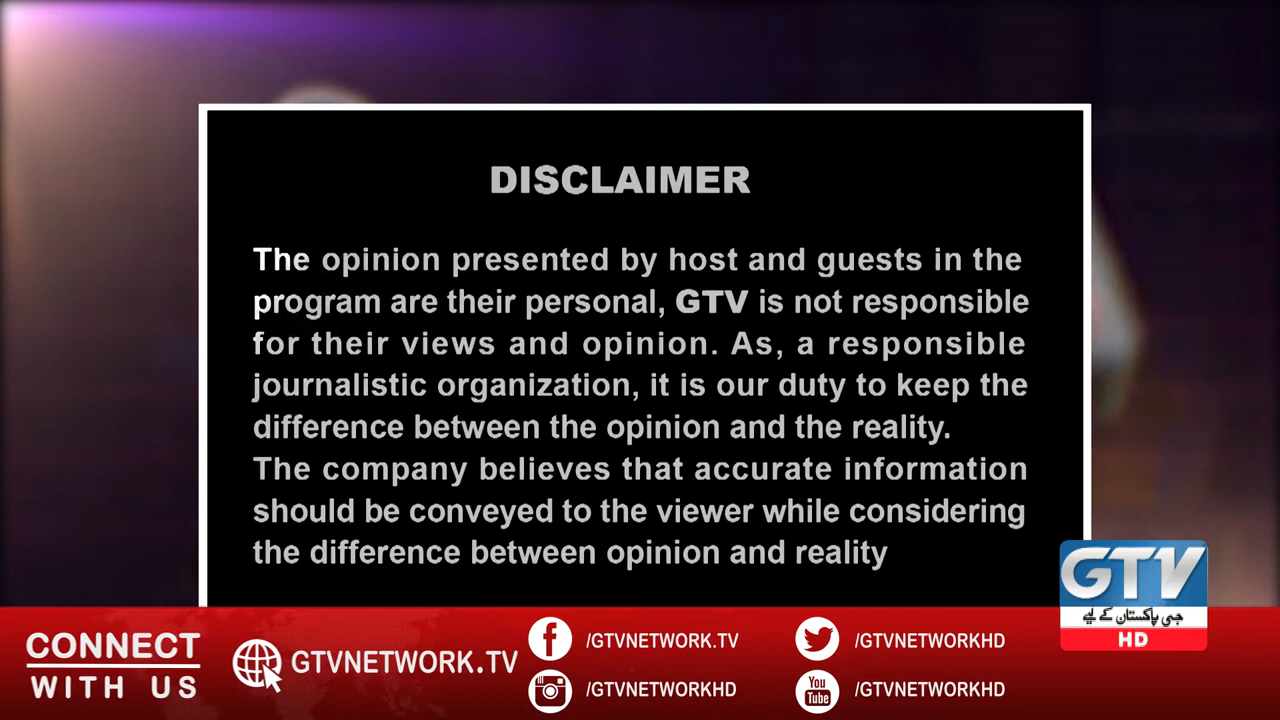 DISCLAIMER
The opinion presented by host and guests in the
program are their personal, GTV is not responsible
for their views and opinion. As, a responsible
journalistic organization, it is our duty to keep the
difference between the opinion and the reality.
The company believes that accurate information
should be conveyed to the viewer while considering
the difference between opinion and reality
GTV
جی پاکستان کے لیے
HD
CONNECT
WITH US
GTVNETWORK.TV
/GTVNETWORK.TV
/GTVNETWORKHD
/GTVNETWORKHD
You
Tube
/GTVNETWORKHD